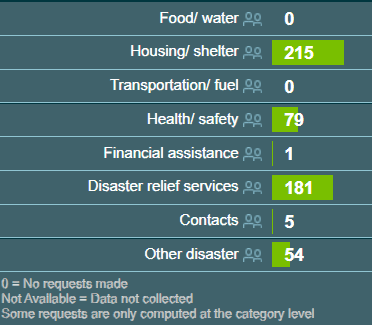 Food/ water 0
Housing/ shelter 215
Transportation/ fuel 0
Health/ safety 79
Financial assistance 1
Disaster relief services 181
Contacts 5
Other disaster 54
0 = No requests made
Not Available = Data not collected
Some requests are only computed at the category level